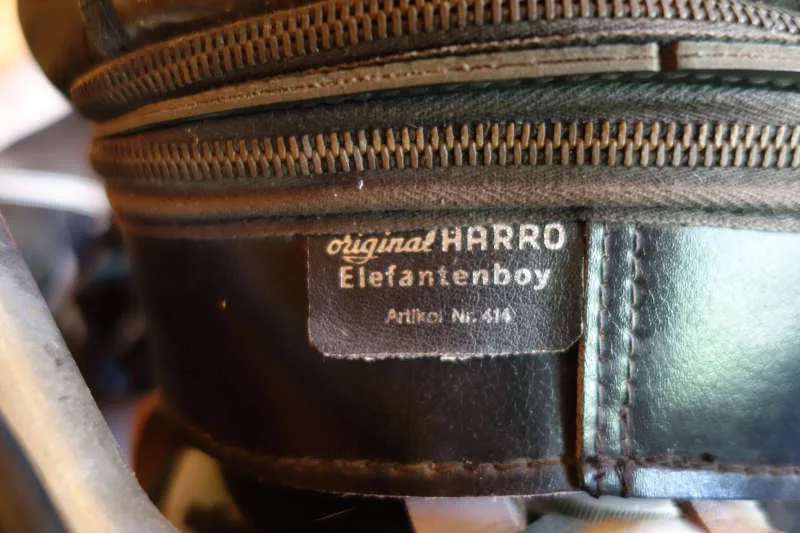 original HARRO
Elefantenboy
Artikel Nr. 414